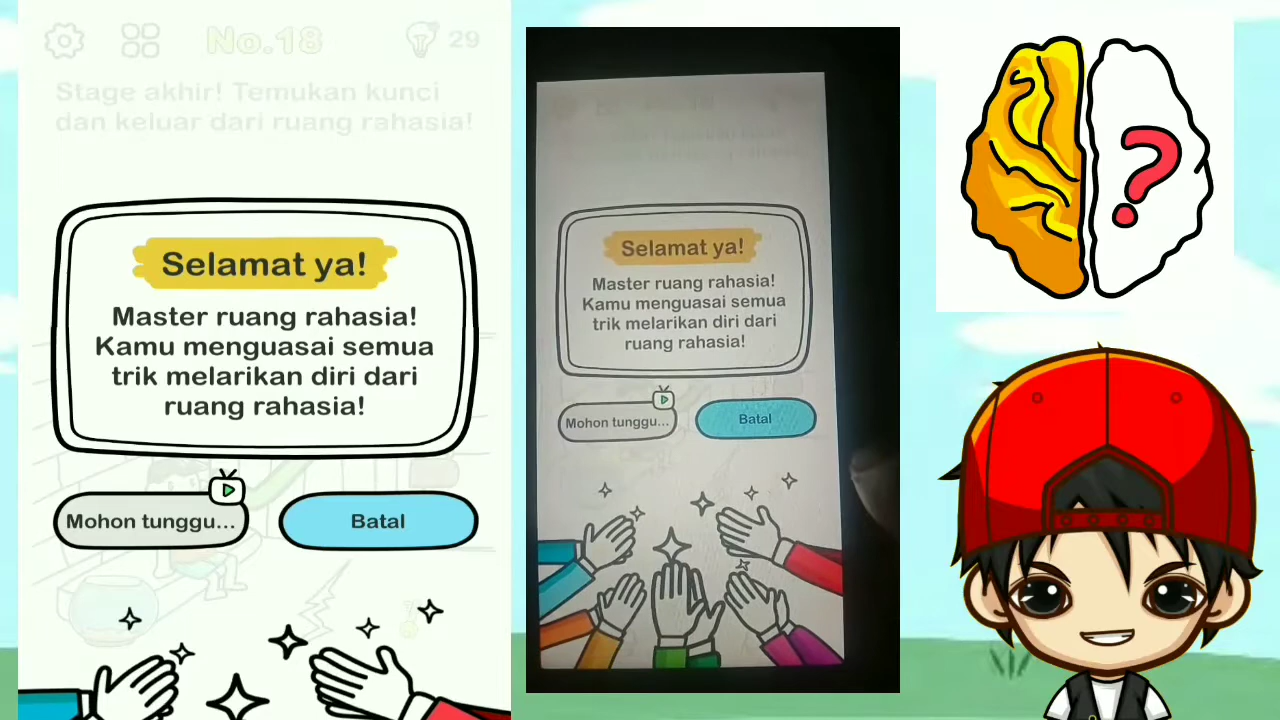 No.18
29
Stage akhir! Temukan kunci
dan keluar dari ruang rahasia!
Selamat ya!
Master ruang rahasia!
Kamu menguasai semua
trik melarikan diri dari
ruang rahasia!
Mohon tunggu...
Batal
Selamat ya!
Master ruang rahasia!
Kamu menguasai semua
trik melarikan diri dari
ruang rahasia!
Mohon tunggu...
Batal
?